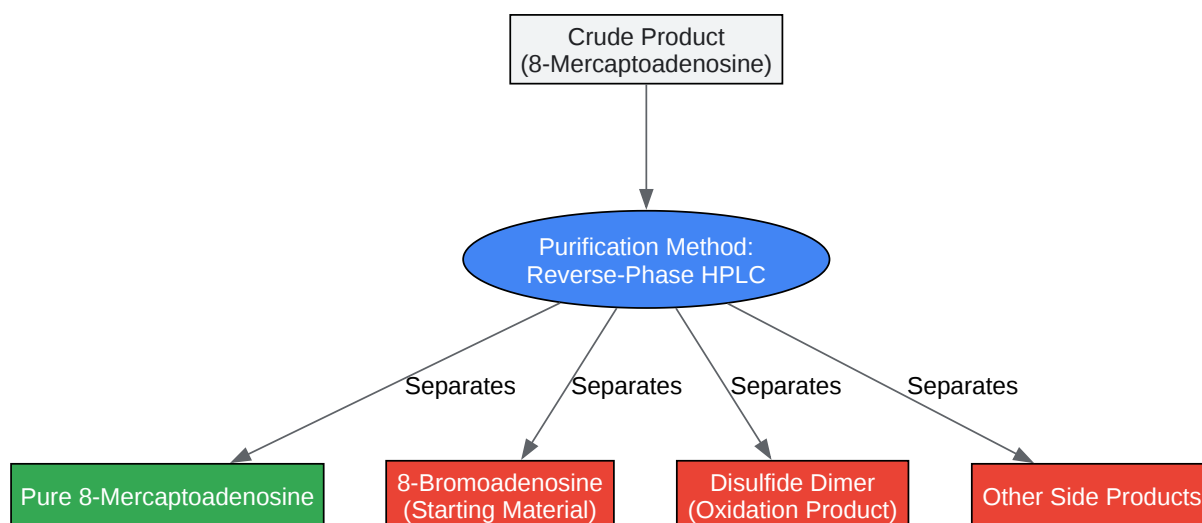 Crude Product
(8-Mercaptoadenosine)
Purification Method:
Reverse-Phase HPLC
Separates
Separates
Separates
Separates
Pure 8-Mercaptoadenosine
8-Bromoadenosine
(Starting Material)
Disulfide Dimer
(Oxidation Product)
Other Side Products